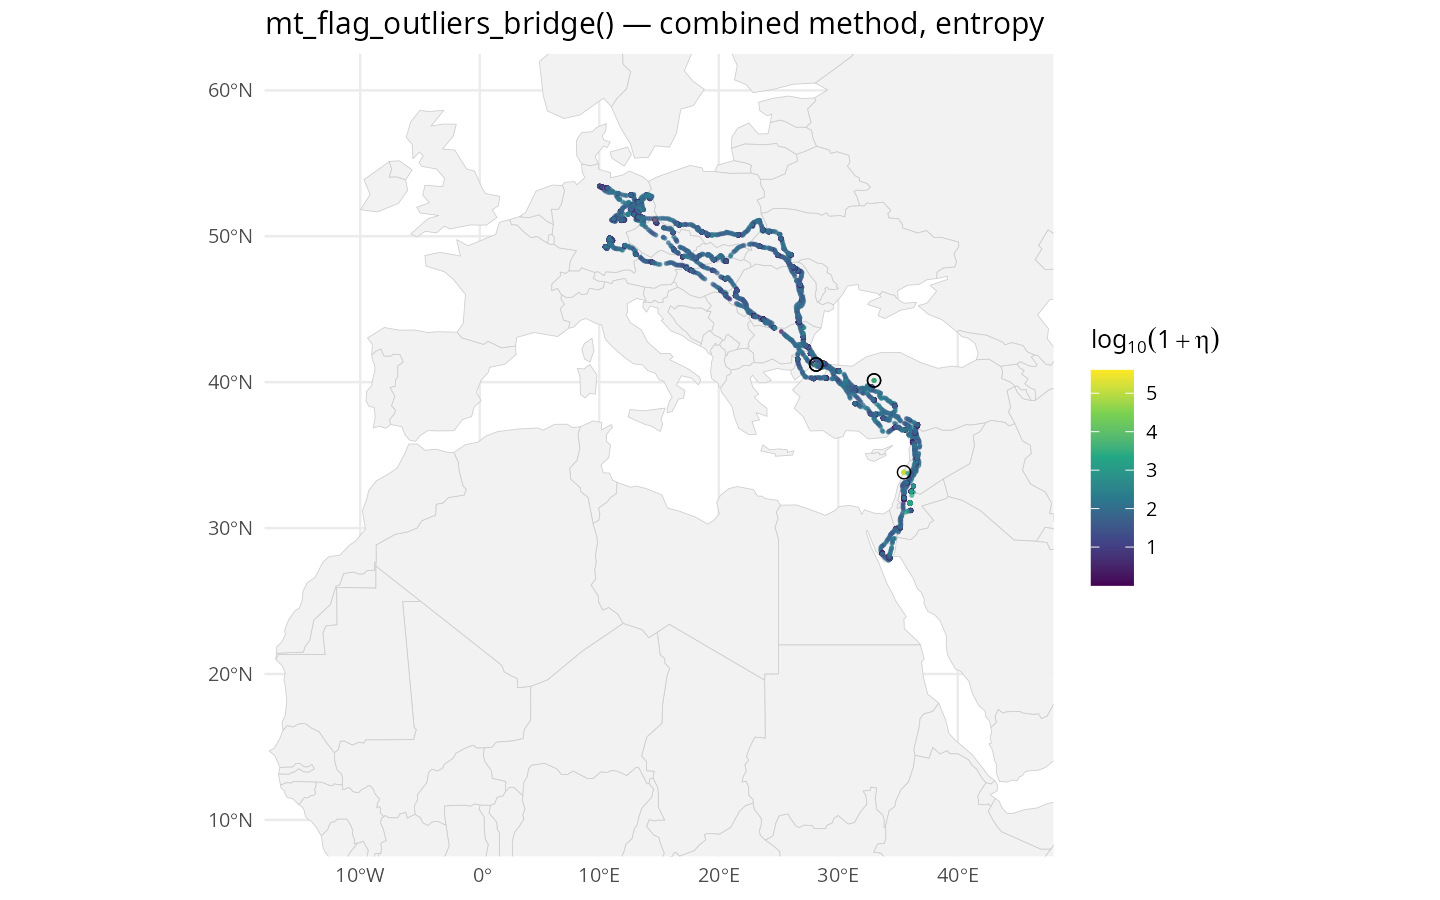 mt_flag_outliers_bridge() — combined method, entropy
60°N
50°N
40°N
30°N
20°N
10°N
10°W
0°
10°E
20°E
30°E
40°E
log₁₀(1 + η)
5
4
3
2
1